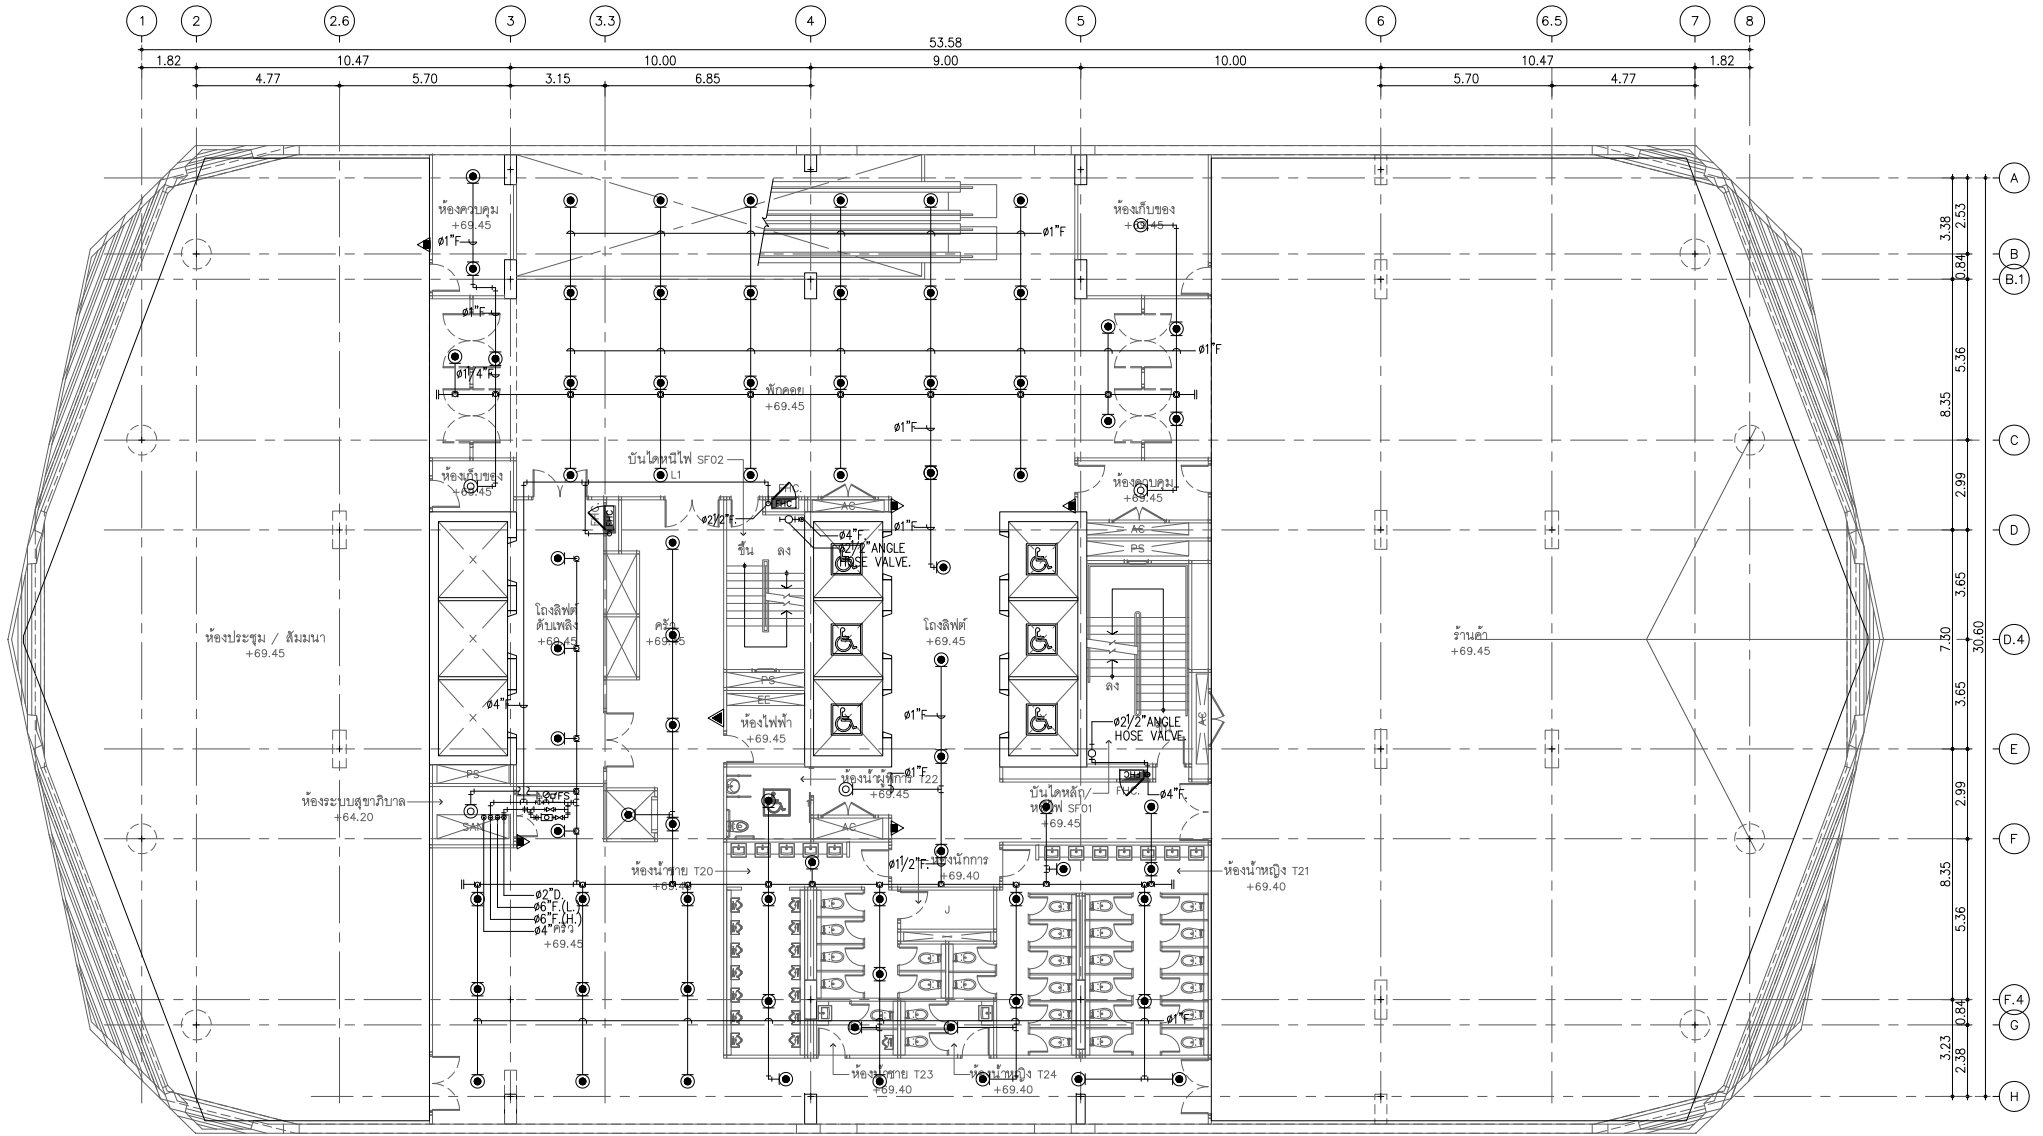 1 2 2.6 3 3.3 4 5 6 6.5 7 8
53.58
1.82 10.47 10.00 9.00 10.00 10.47 1.82
4.77 5.70 3.15 6.85 5.70 4.77
A
B
B.1
C
D
D.4
E
F
F.4
G
H
3.38
2.53
0.84
5.36
8.35
2.99
3.65
7.30
30.60
3.65
2.99
8.35
5.36
0.84
3.23
2.38
ห้องควบคุม
+69.45
ø1"F
ห้องเก็บของ
+69.45
ø1"F
ø1"F
ø1"F
ø1 1/4"F
พักคอย
+69.45
ø1"F
บันไดหนีไฟ SF02
L1
ห้องเก็บของ
+69.45
ห้องควบคุม
+69.45
FHC.
FHC
AC
FHC.
FHC
ø2 1/2"F.
ø4"F.
ø2 1/2"ANGLE
HOSE VALVE.
ø1"F
AC
PS
ขึ้น
ลง
โถงลิฟต์
ดับเพลิง
+69.45
ครัว
+69.45
โถงลิฟต์
+69.45
ห้องประชุม / สัมมนา
+69.45
ร้านค้า
+69.45
PS
EE
ลง
ø4"F
ห้องไฟฟ้า
+69.45
ø1"F
ø2 1/2"ANGLE
HOSE VALVE.
AC
PS
ห้องน้ำผู้พิการ T22
+69.45
ø1"F
FHC
FHC.
บันไดหลัก/
หนีไฟ SF01
+69.45
ø4"F.
ห้องระบบสุขาภิบาล
+64.20
SAN
AC
ห้องน้ำชาย T20
+69.40
ø1 1/2"F.
ห้องนักการ
+69.40
ห้องน้ำหญิง T21
+69.40
ø2"D.
ø6"F.(L.)
ø6"F.(H.)
ø4"
ครัว
+69.45
J
ø1"F
ห้องน้ำชาย T23
+69.40
ห้องน้ำหญิง T24
+69.40